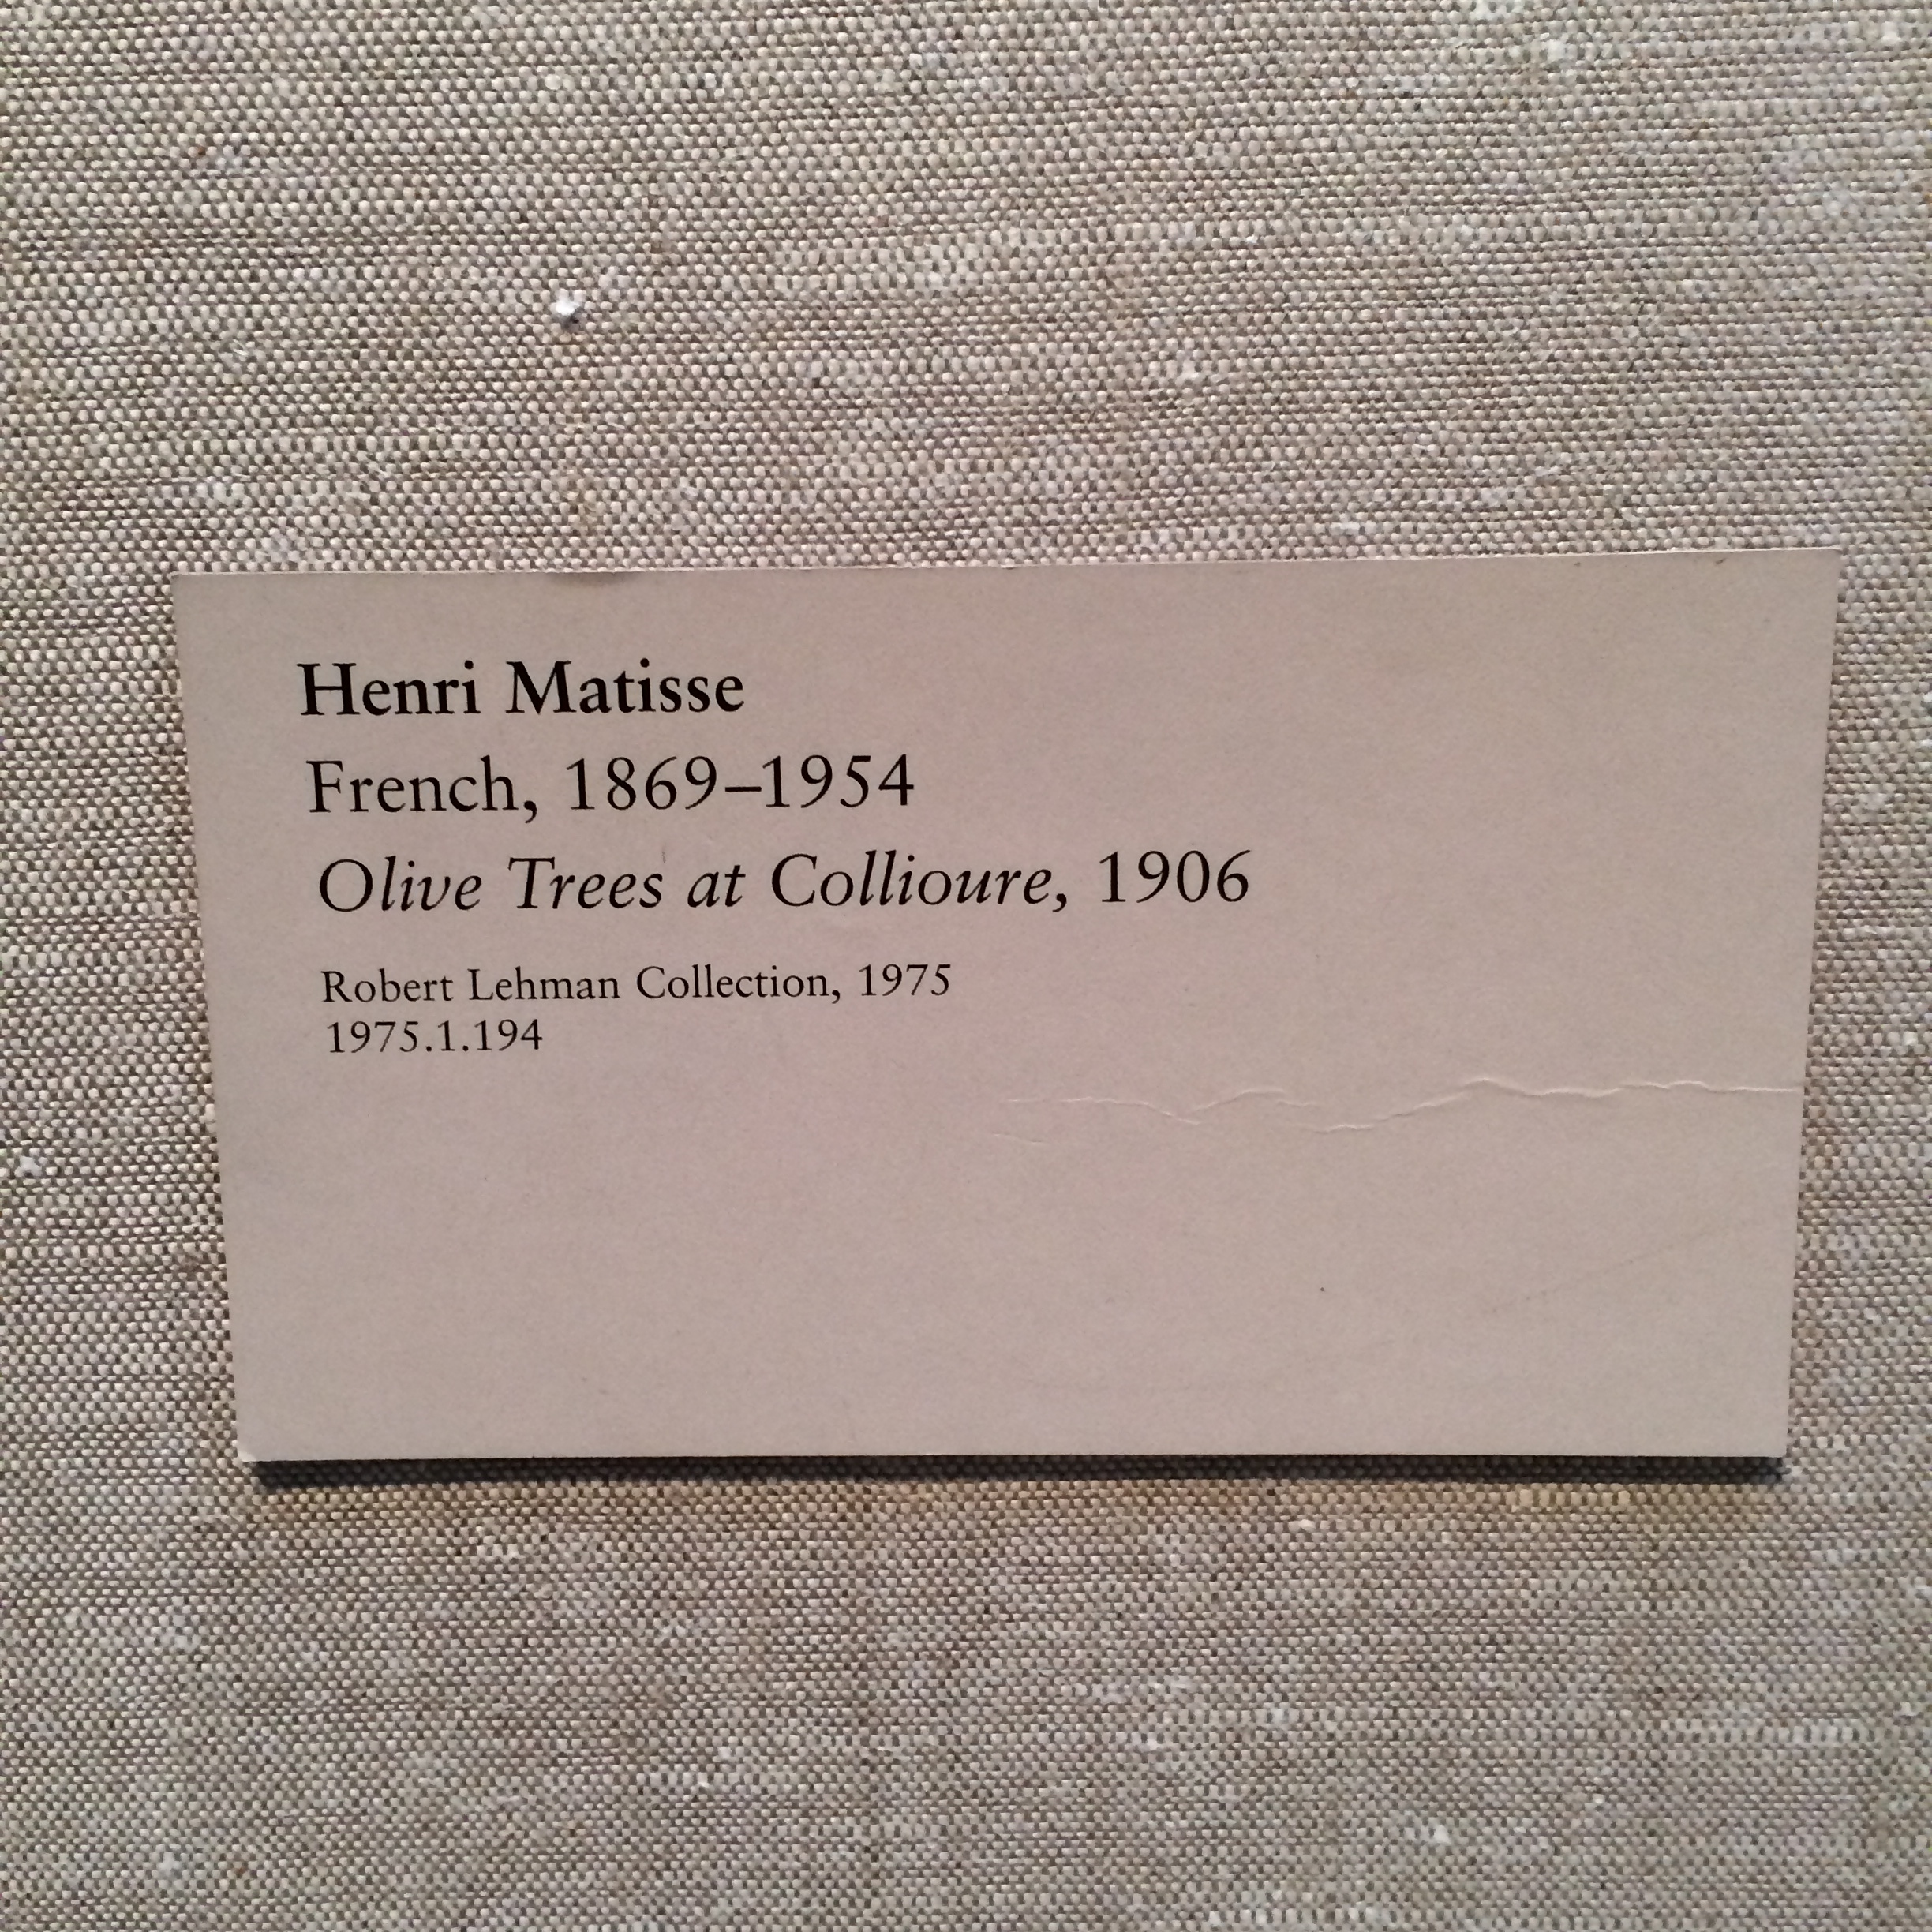 Henri Matisse
French, 1869–1954
Olive Trees at Collioure, 1906
Robert Lehman Collection, 1975
1975.1.194